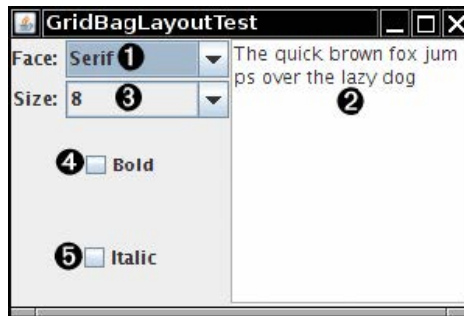 GridBagLayoutTest
Face: Serif 1
The quick brown fox jum
ps over the lazy dog
2
Size: 8 3
4 Bold
5 Italic